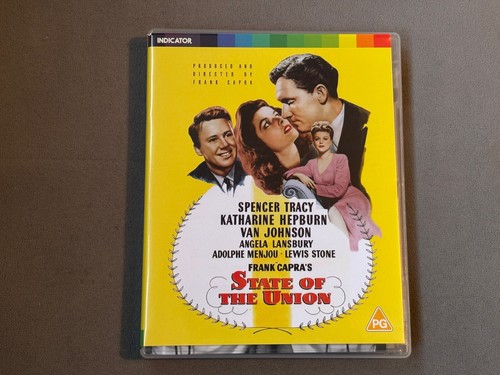 INDICATOR
PRODUCED AND
DIRECTED BY
FRANK CAPRA
SPENCER TRACY
KATHARINE HEPBURN
VAN JOHNSON
ANGELA LANSBURY
ADOLPHE MENJOU · LEWIS STONE
FRANK CAPRA'S
STATE OF
THE UNION
PG